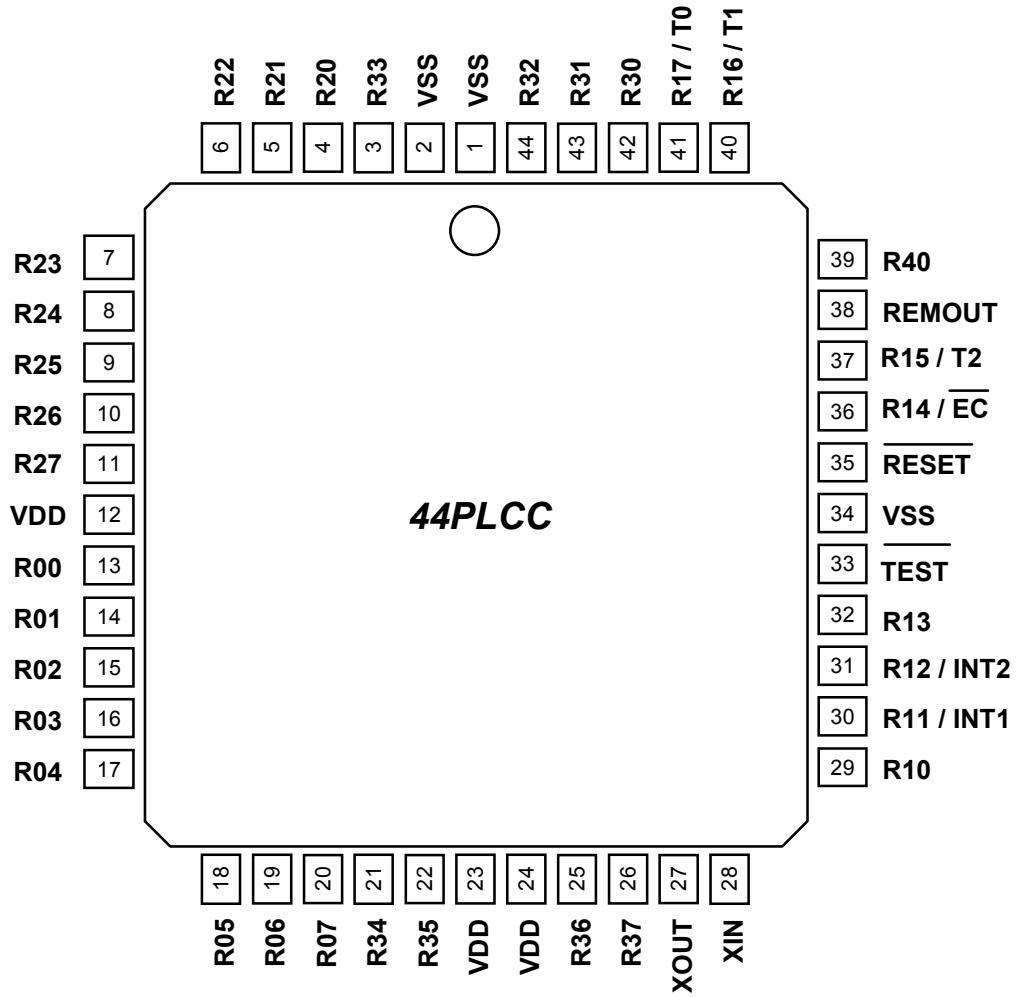 R22
R21
R20
R33
VSS
VSS
R32
R31
R30
R17 / T0
R16 / T1
6
5
4
3
2
1
44
43
42
41
40
R23 7
R24 8
R25 9
R26 10
R27 11
VDD 12
R00 13
R01 14
R02 15
R03 16
R04 17
44PLCC
39 R40
38 REMOUT
37 R15 / T2
36 R14 / E̅C̅
35 R̅E̅S̅E̅T̅
34 VSS
33 T̅E̅S̅T̅
32 R13
31 R12 / INT2
30 R11 / INT1
29 R10
18
19
20
21
22
23
24
25
26
27
28
R05
R06
R07
R34
R35
VDD
VDD
R36
R37
XOUT
XIN